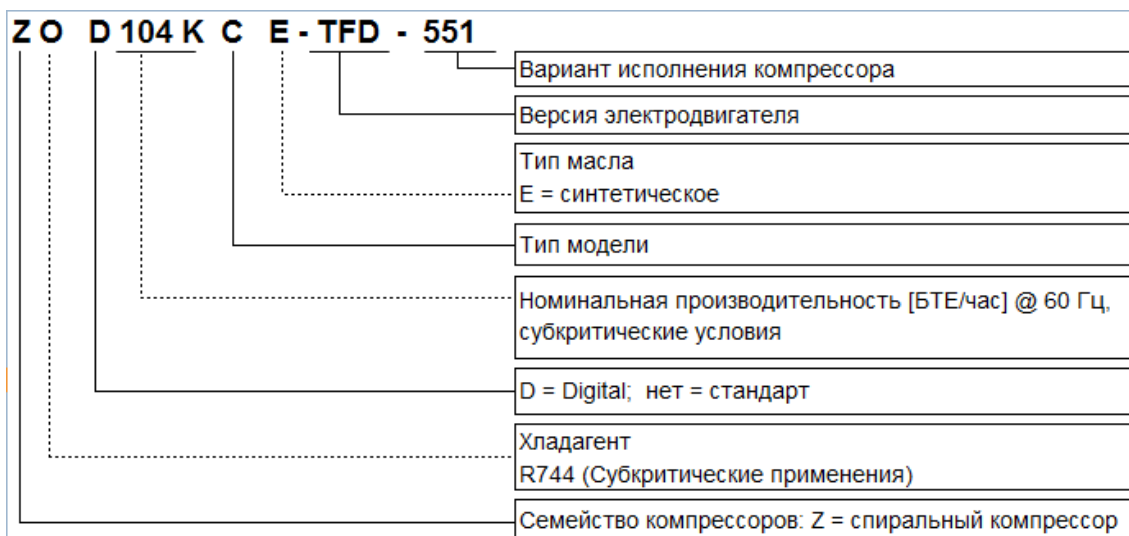 Z O D 104 K C E - TFD - 551
Вариант исполнения компрессора
Версия электродвигателя
Тип масла
E = синтетическое
Тип модели
Номинальная производительность [БТЕ/час] @ 60 Гц,
субкритические условия
D = Digital; нет = стандарт
Хладагент
R744 (Субкритические применения)
Семейство компрессоров: Z = спиральный компрессор